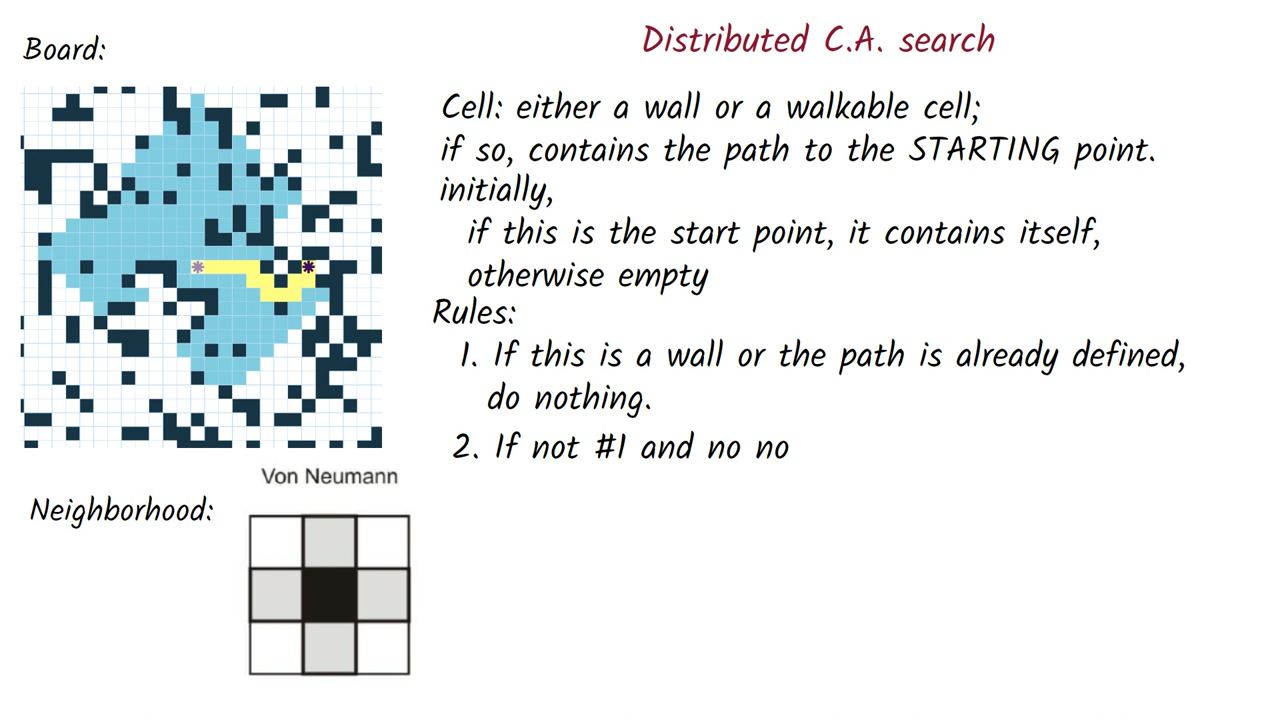 Distributed C.A. search
Board:
Cell: either a wall or a walkable cell;
if so, contains the path to the STARTING point.
initially,
if this is the start point, it contains itself,
otherwise empty
Rules:
1. If this is a wall or the path is already defined,
do nothing.
2. If not #1 and no no
Von Neumann
Neighborhood: